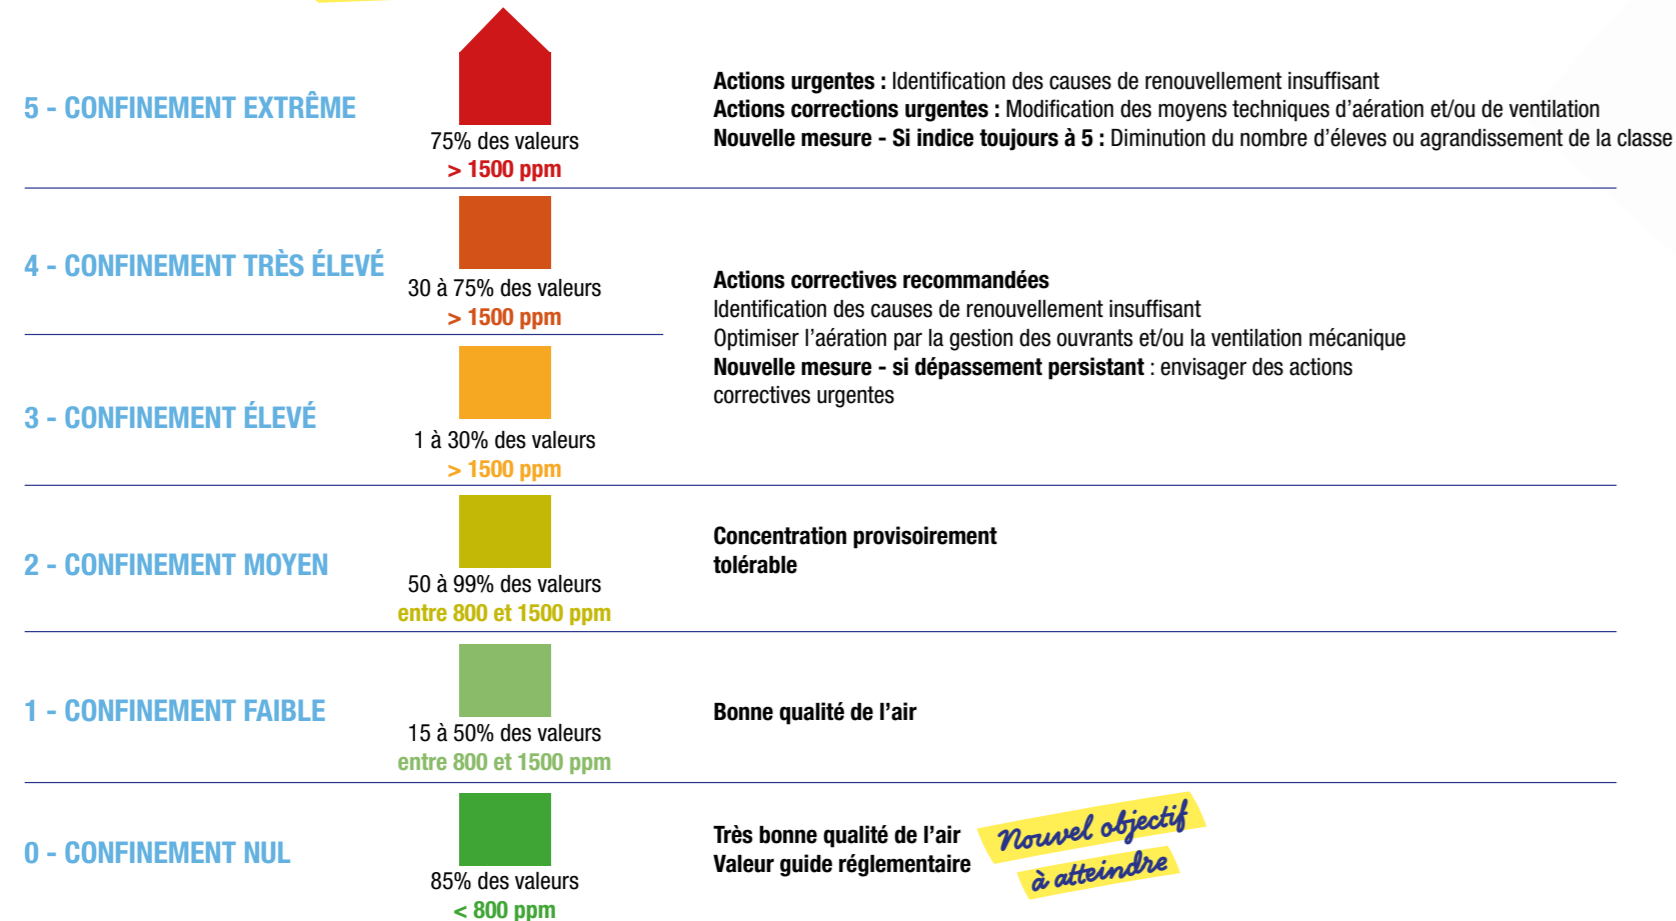 5 - CONFINEMENT EXTRÊME
75% des valeurs
> 1500 ppm
Actions urgentes : Identification des causes de renouvellement insuffisant
Actions corrections urgentes : Modification des moyens techniques d'aération et/ou de ventilation
Nouvelle mesure - Si indice toujours à 5 : Diminution du nombre d'éleves ou agrandissement de la classe
4 - CONFINEMENT TRÈS ÉLEVÉ
30 à 75% des valeurs
> 1500 ppm
Actions correctives recommandées
Identification des causes de renouvellement insuffisant
Optimiser l'aération par la gestion des ouvrants et/ou la ventilation mécanique
Nouvelle mesure - si dépassement persistant : envisager des actions
correctives urgentes
3 - CONFINEMENT ÉLEVÉ
1 à 30% des valeurs
> 1500 ppm
2 - CONFINEMENT MOYEN
50 à 99% des valeurs
entre 800 et 1500 ppm
Concentration provisoirement
tolérable
1 - CONFINEMENT FAIBLE
15 à 50% des valeurs
entre 800 et 1500 ppm
Bonne qualité de l'air
0 - CONFINEMENT NUL
85% des valeurs
< 800 ppm
Très bonne qualité de l'air
Valeur guide réglementaire
Nouvel objectif
à atteindre